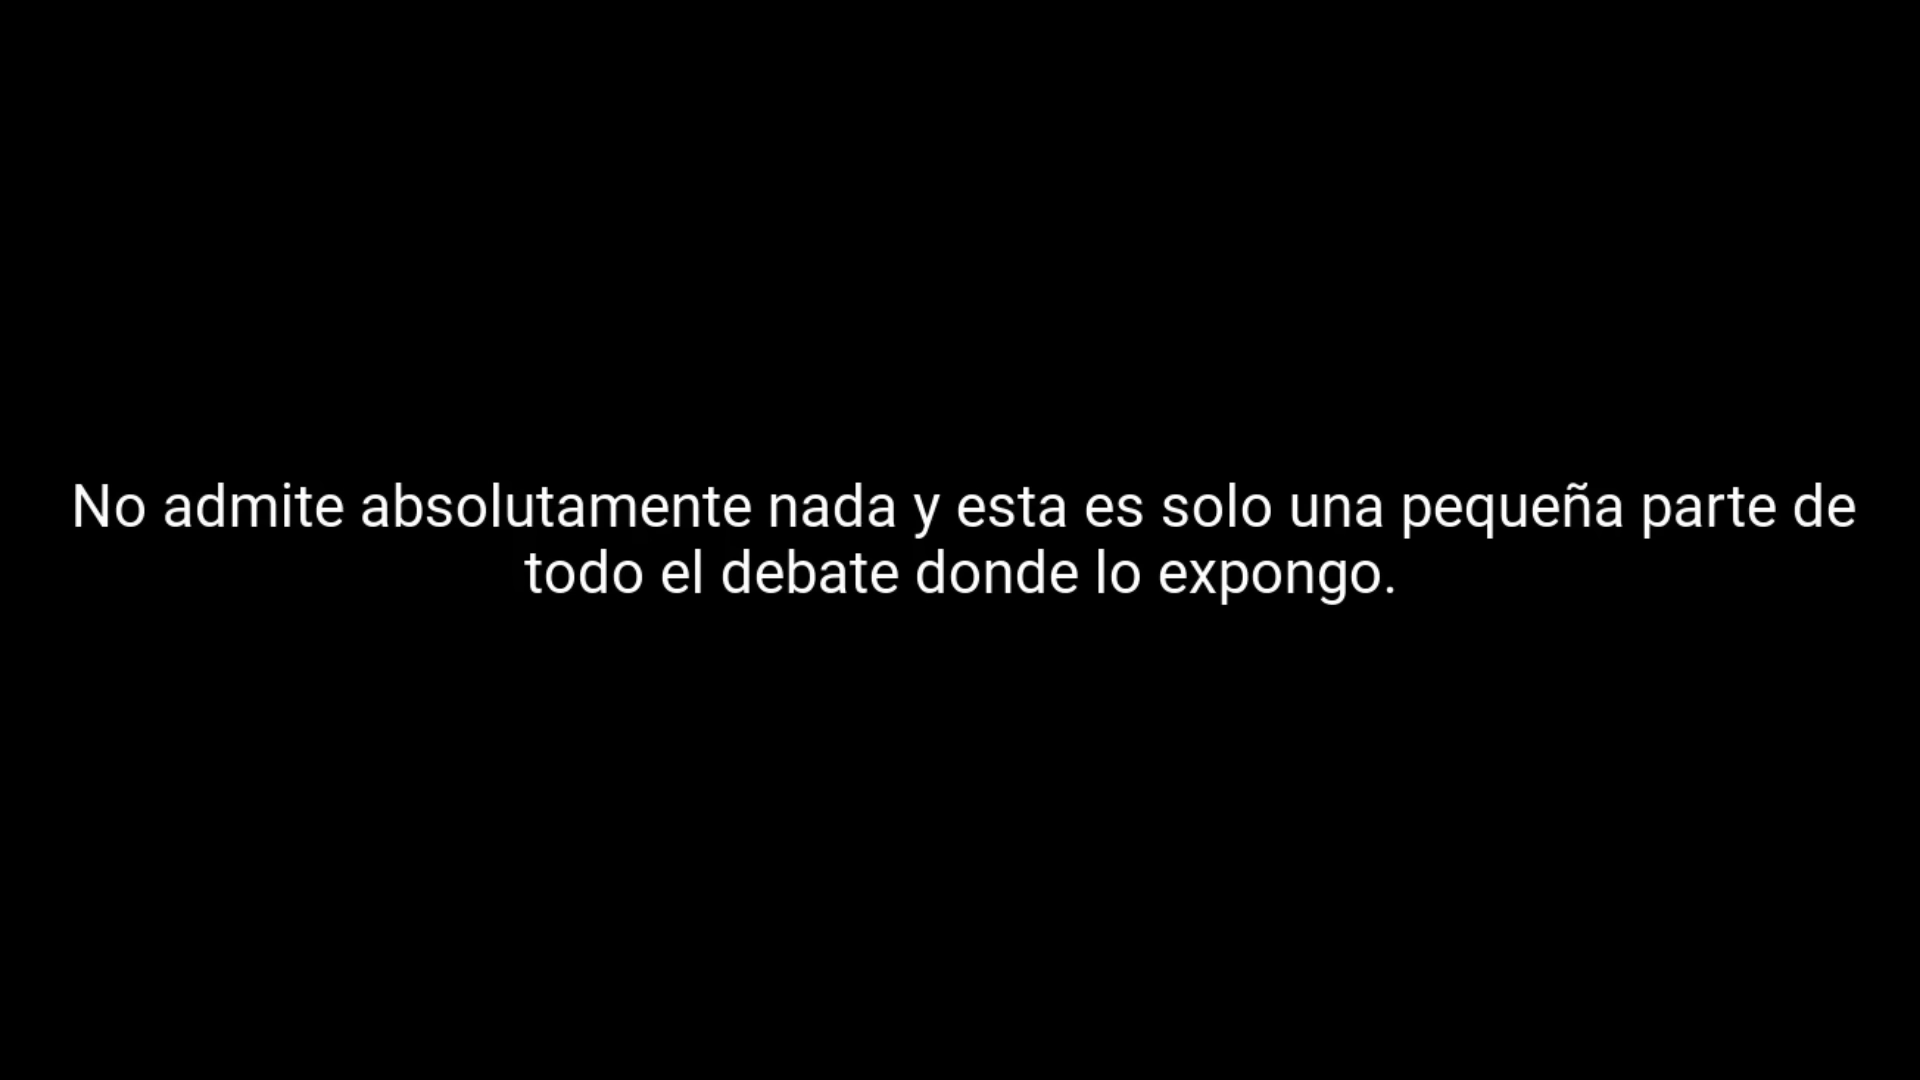 No admite absolutamente nada y esta es solo una pequeña parte de
todo el debate donde lo expongo.